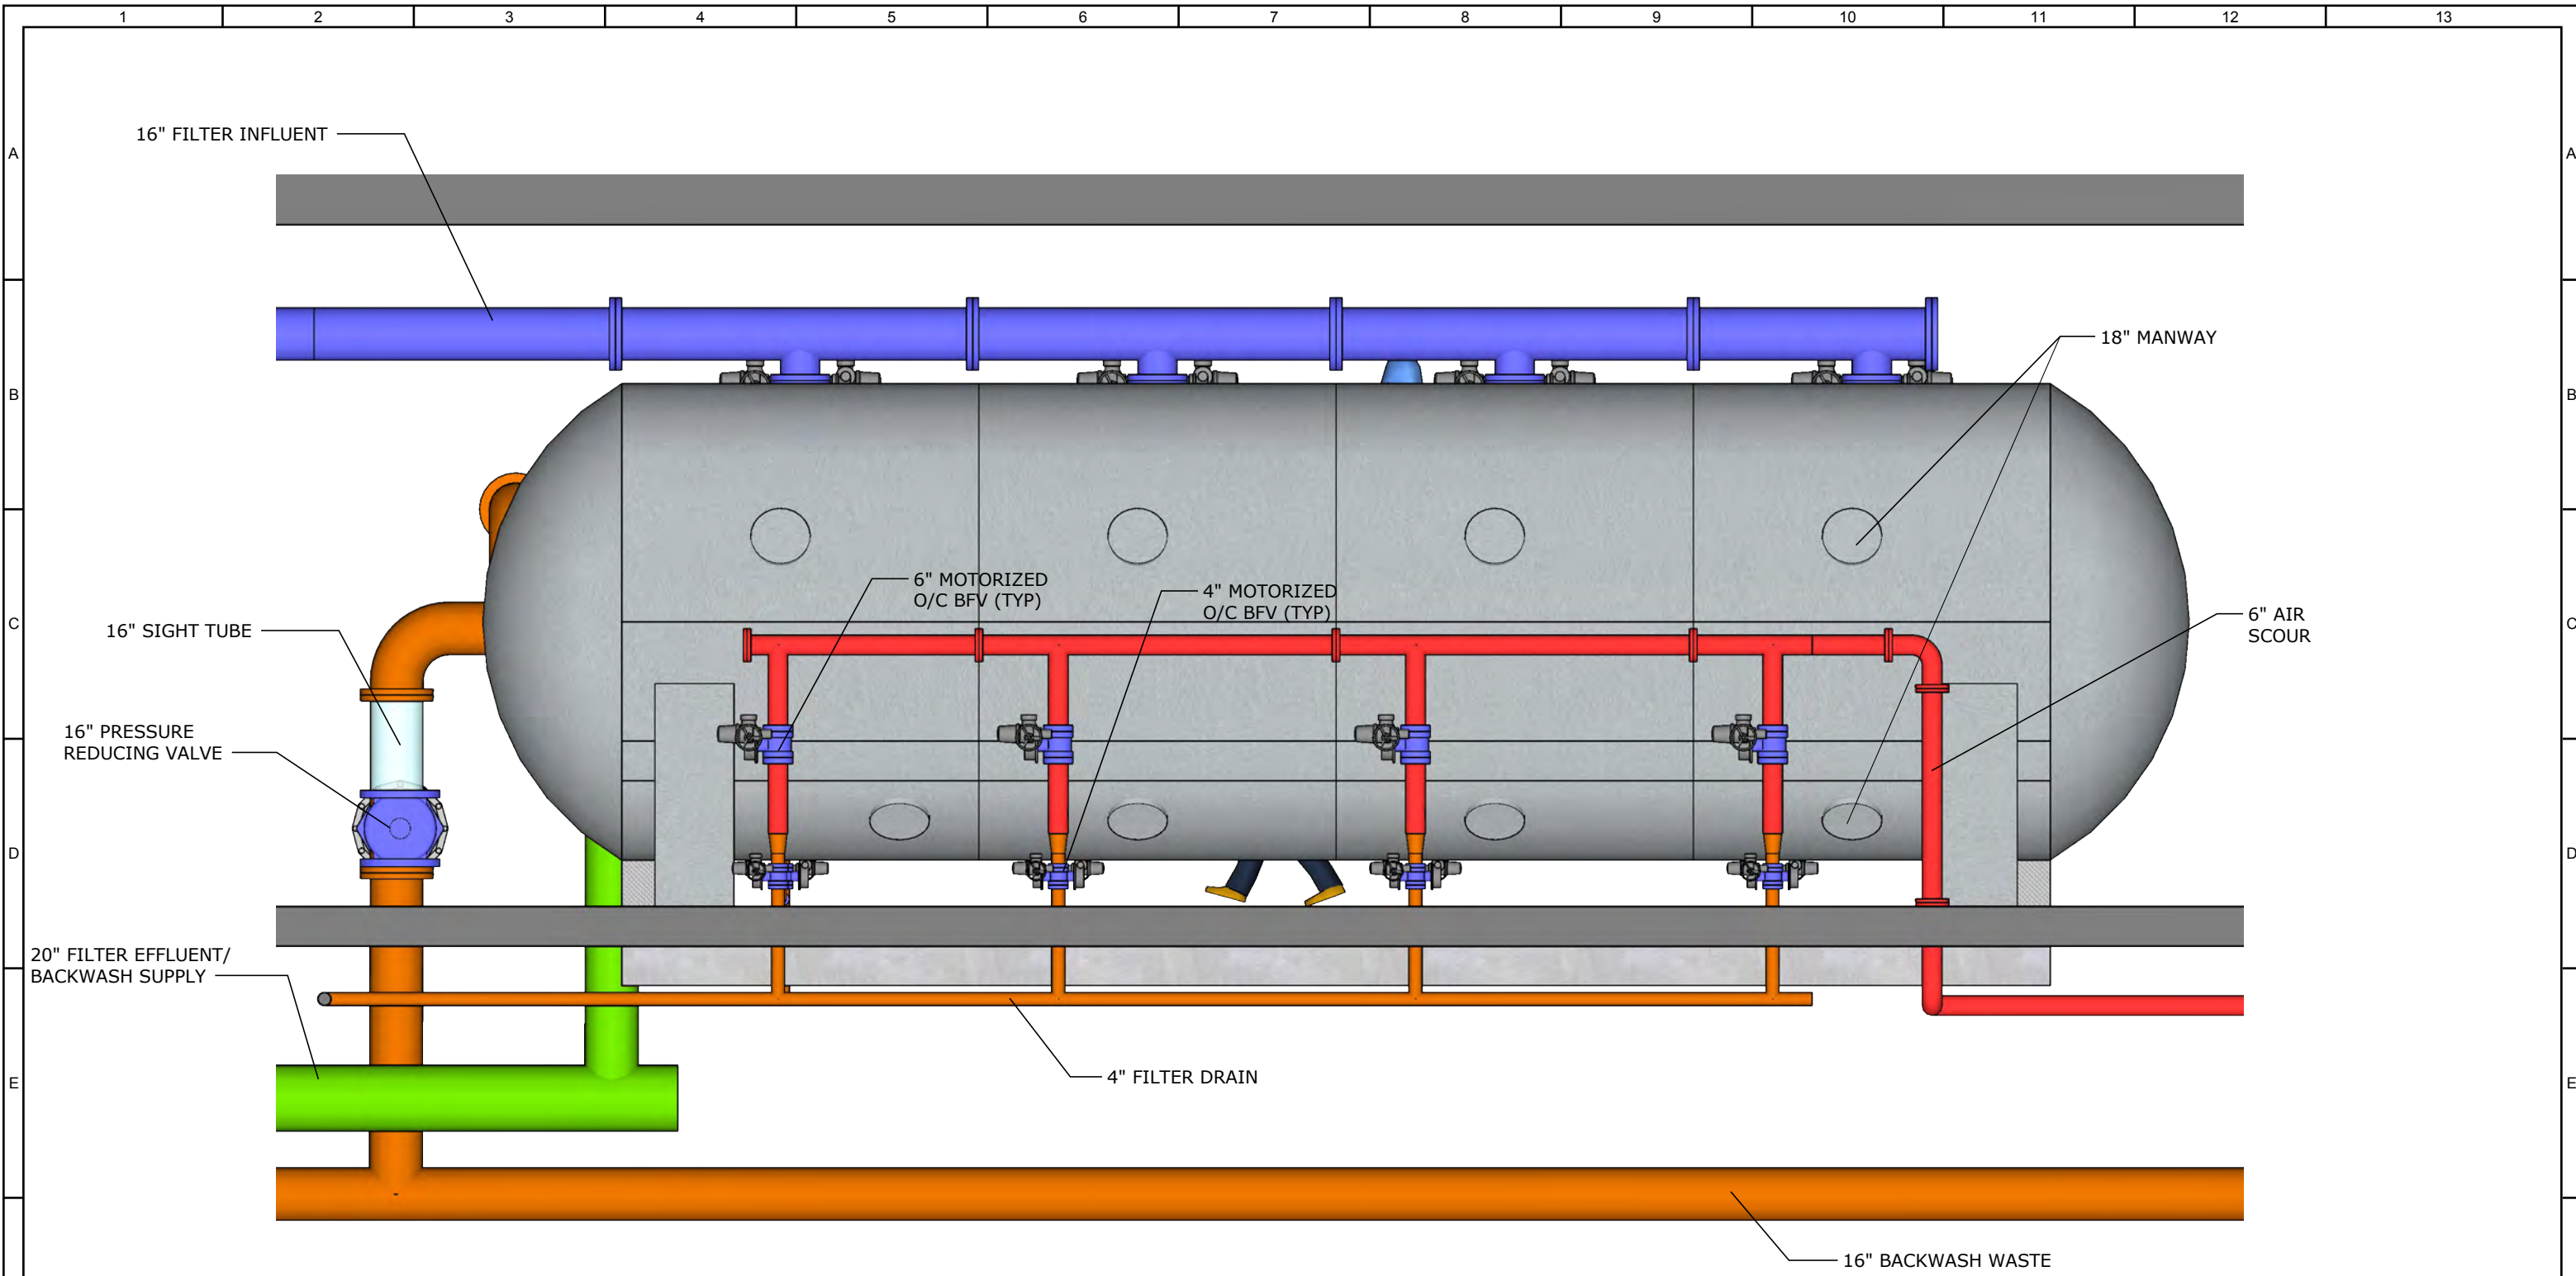 1 2 3 4 5 6 7 8 9 10 11 12 13
A A
16" FILTER INFLUENT
18" MANWAY
B B
6" MOTORIZED
O/C BFV (TYP)
4" MOTORIZED
O/C BFV (TYP)
6" AIR
SCOUR
C C
16" SIGHT TUBE
16" PRESSURE
REDUCING VALVE
D D
20" FILTER EFFLUENT/
BACKWASH SUPPLY
4" FILTER DRAIN
E E
16" BACKWASH WASTE